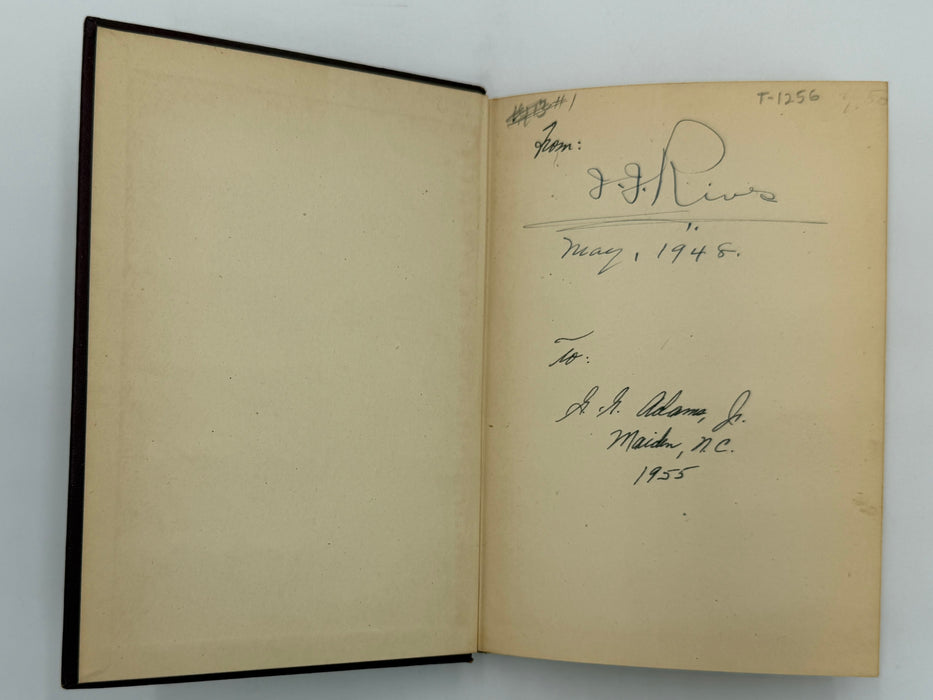 #1
T-1256
From:
J. J. Rives
May, 1948.
To:
Adams, Jr.
Maiden, N.C.
1955